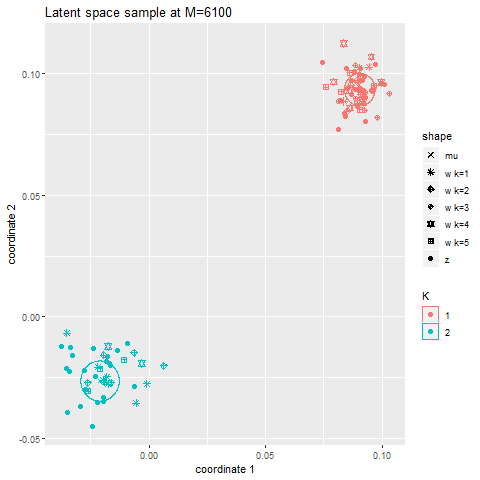 Latent space sample at M=6100
coordinate 2
0.10
0.05
0.00
-0.05
0.00
0.05
0.10
coordinate 1
shape
mu
w k=1
w k=2
w k=3
w k=4
w k=5
z
K
1
2